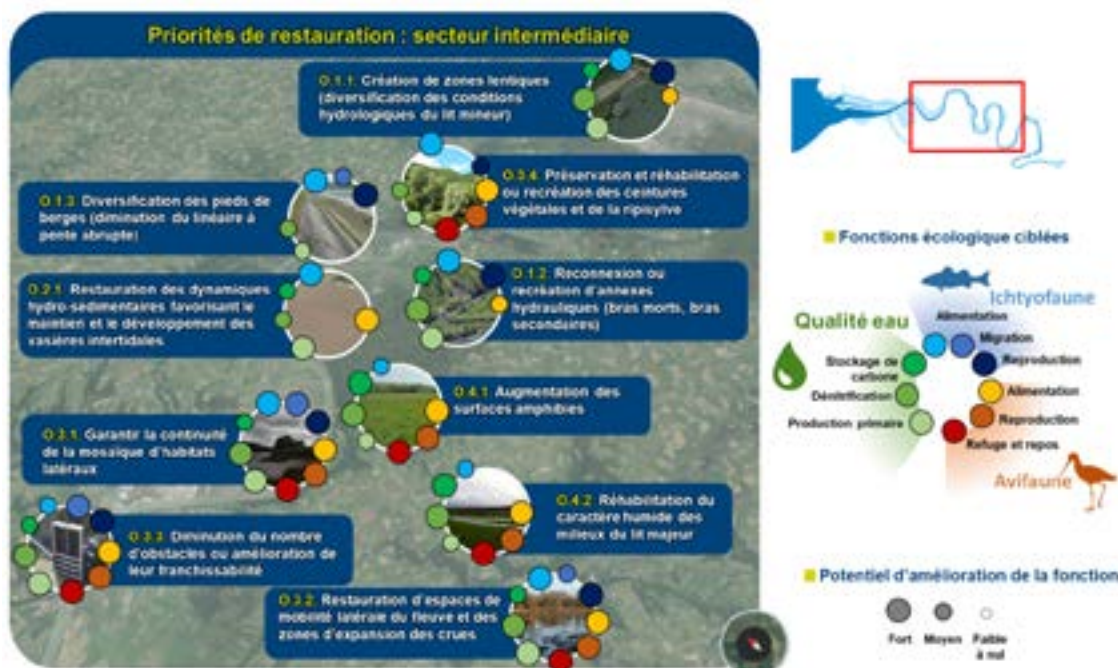 Priorités de restauration : secteur intermédiaire
O.1.1. Création de zones lentiques
(diversification des conditions
hydrologiques du lit mineur)
O.3.4. Préservation et réhabilitation
ou recréation des ceintures
végétales et de la ripisylve
O.1.3. Diversification des pieds de
berges (diminution du linéaire à
pente abrupte)
O.1.2. Reconnexion ou
recréation d'annexes
hydrauliques (bras morts, bras
secondaires)
O.2.1. Restauration des dynamiques
hydro-sédimentaires favorisant le
maintien et le développement des
vasières intertidales
O.4.1. Augmentation des
surfaces amphibies
O.3.1. Garantir la continuité
de la mosaïque d'habitats
latéraux
O.4.2. Réhabilitation du
caractère humide des
milieux du lit majeur
O.3.3. Diminution du nombre
d'obstacles ou amélioration de
leur franchissabilité
O.3.2. Restauration d'espaces de
mobilité latérale du fleuve et des
zones d'expansion des crues
Fonctions écologique ciblées
Ichtyofaune
Alimentation
Migration
Reproduction
Qualité eau
Stockage de
carbone
Dénitrification
Production primaire
Alimentation
Reproduction
Refuge et repos
Avifaune
Potentiel d'amélioration de la fonction
Fort Moyen Faible
à nul